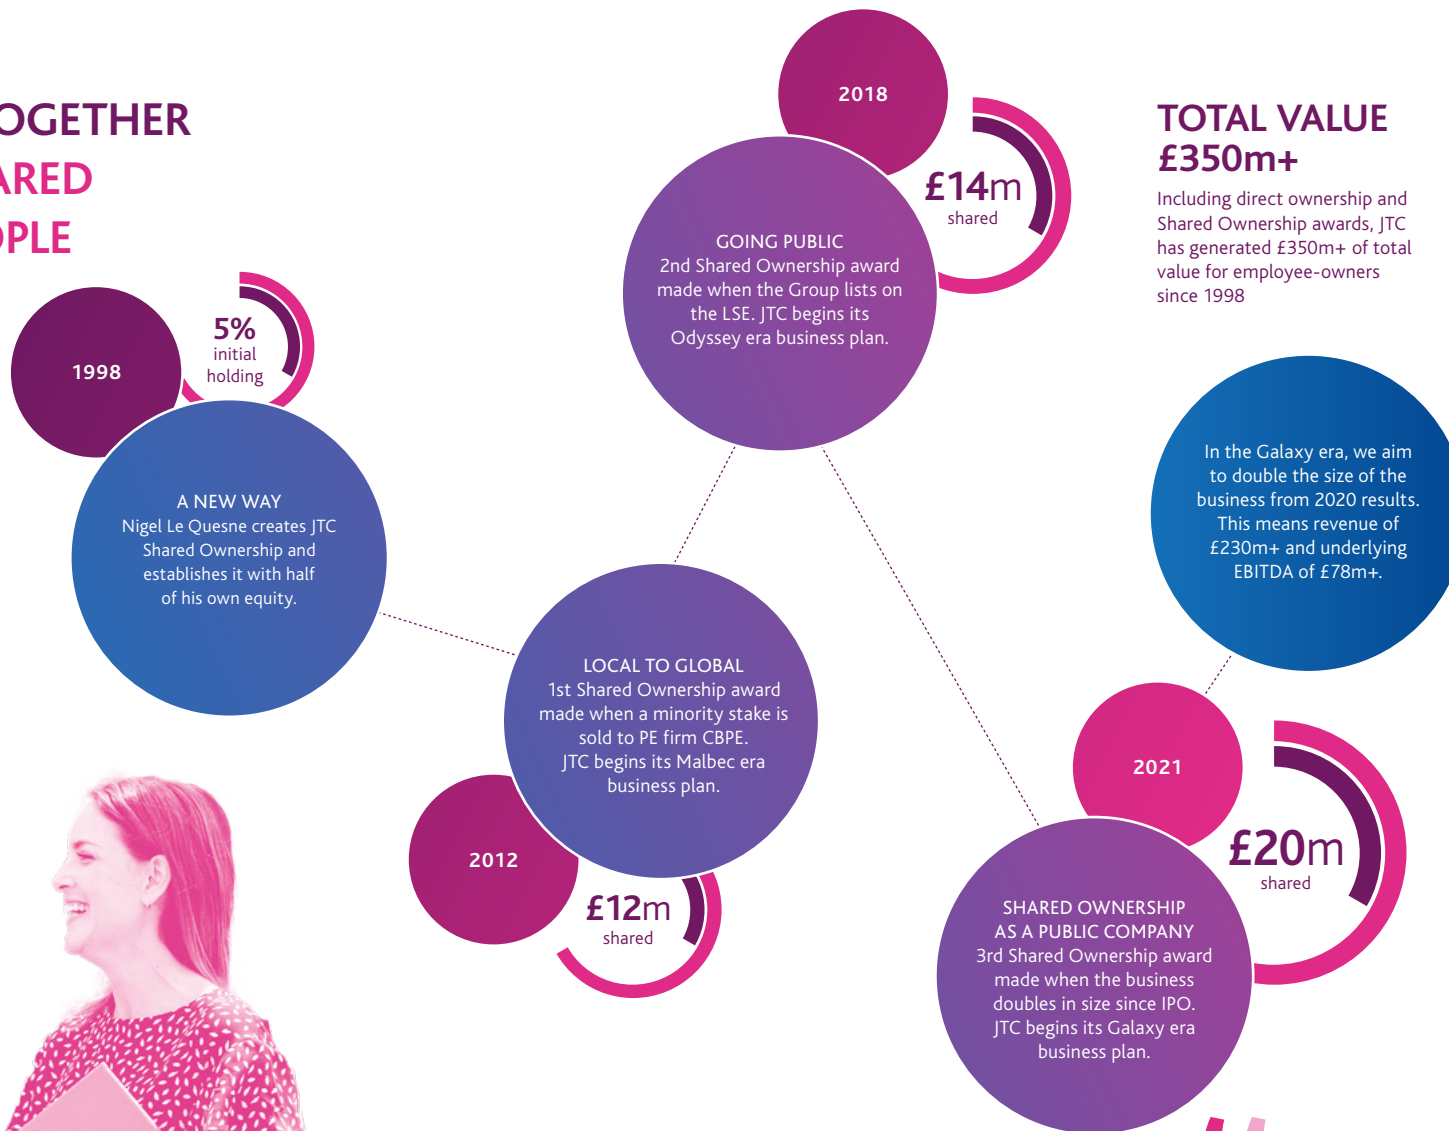 OGETHER
ARED
OPLE
1998
5%
initial
holding
A NEW WAY
Nigel Le Quesne creates JTC
Shared Ownership and
establishes it with half
of his own equity.
2012
LOCAL TO GLOBAL
1st Shared Ownership award
made when a minority stake is
sold to PE firm CBPE.
JTC begins its Malbec era
business plan.
£12m
shared
2018
£14m
shared
GOING PUBLIC
2nd Shared Ownership award
made when the Group lists on
the LSE. JTC begins its
Odyssey era business plan.
2021
£20m
shared
SHARED OWNERSHIP
AS A PUBLIC COMPANY
3rd Shared Ownership award
made when the business
doubles in size since IPO.
JTC begins its Galaxy era
business plan.
TOTAL VALUE
£350m+
Including direct ownership and
Shared Ownership awards, JTC
has generated £350m+ of total
value for employee-owners
since 1998
In the Galaxy era, we aim
to double the size of the
business from 2020 results.
This means revenue of
£230m+ and underlying
EBITDA of £78m+.